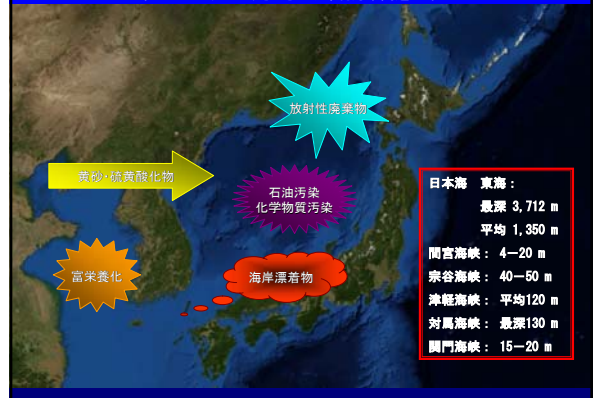 放射性廃棄物
黄砂・硫黄酸化物
石油汚染
化学物質汚染
富栄養化
海岸漂着物
日本海　東海：
最深 3,712 m
平均 1,350 m
間宮海峡： 4－20 m
宗谷海峡： 40－50 m
津軽海峡： 平均120 m
対馬海峡： 最深130 m
関門海峡： 15－20 m